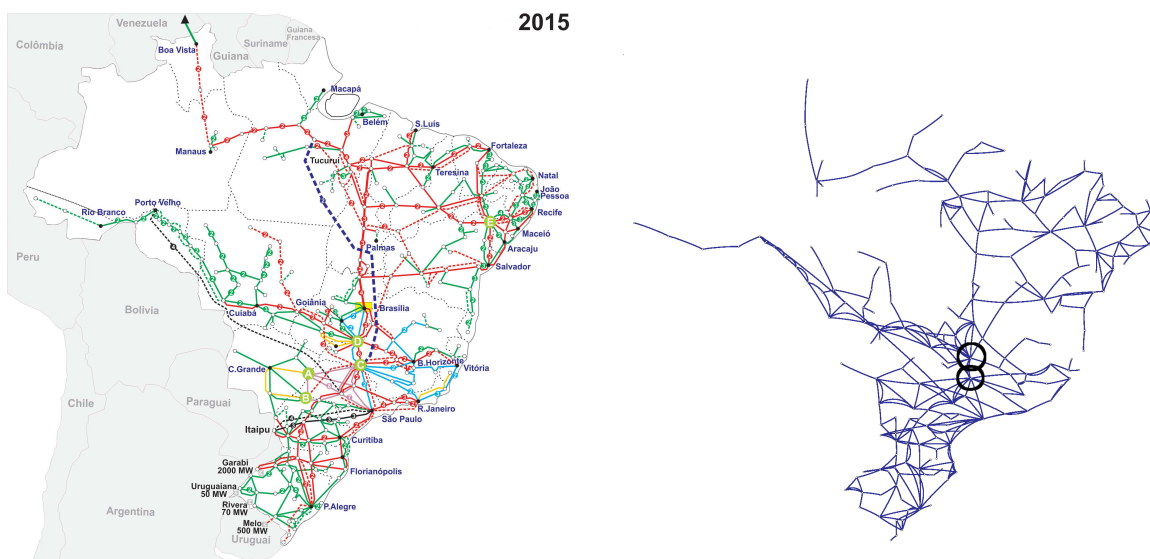 2015
Venezuela
Guiana
Francesa
Suriname
Colômbia
Boa Vista
Guiana
Macapá
Belém
S.Luis
Fortaleza
Manaus
Tucuruí
Teresina
Natal
João
Pessoa
Porto Velho
Rio Branco
Recife
E
Maceió
Aracaju
Peru
Palmas
Salvador
Goiânia
Brasília
Cuiabá
Bolívia
D
C
B.Horizonte
Vitória
C.Grande
A
B
Chile
Paraguai
R.Janeiro
São Paulo
Itaipu
Curitiba
Garabi
2000 MW
Florianópolis
Uruguaiana
50 MW
Rivera
70 MW
P.Alegre
Argentina
Melo
500 MW
Uruguai